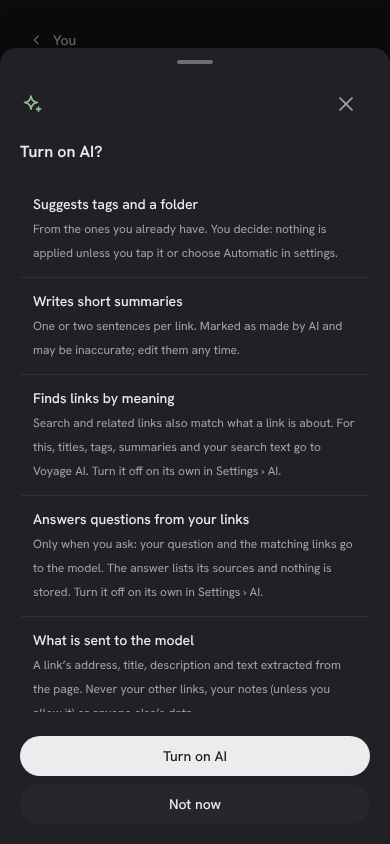 You
Turn on AI?
Suggests tags and a folder
From the ones you already have. You decide: nothing is
applied unless you tap it or choose Automatic in settings.
Writes short summaries
One or two sentences per link. Marked as made by AI and
may be inaccurate; edit them any time.
Finds links by meaning
Search and related links also match what a link is about. For
this, titles, tags, summaries and your search text go to
Voyage AI. Turn it off on its own in Settings › AI.
Answers questions from your links
Only when you ask: your question and the matching links go
to the model. The answer lists its sources and nothing is
stored. Turn it off on its own in Settings › AI.
What is sent to the model
A link’s address, title, description and text extracted from
the page. Never your other links, your notes (unless you
allow it) or anyone else’s data.
Turn on AI
Not now